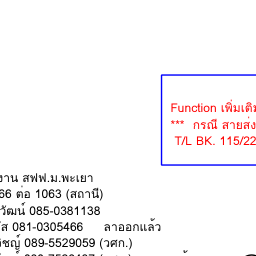 Function เพิ่มเติ
*** กรณี สายส่ง
T/L BK. 115/22
งาน สฟฟ.ม.พะเยา
66 ต่อ 1063 (สถานี)
วัฒน์ 085-0381138
ัส 081-0305466 ลาออกแล้ว
วิชญ์ 089-5529059 (วศก.)